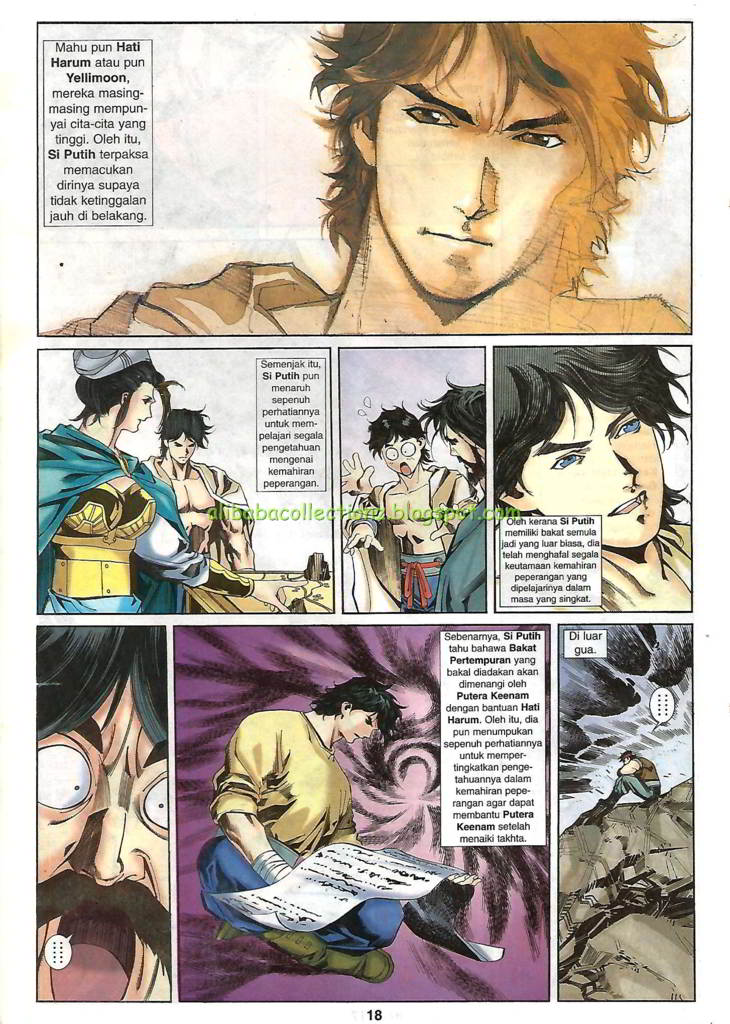 Mahu pun Hati
Harum atau pun
Yellimoon,
mereka masing-
masing mempun-
yai cita-cita yang
tinggi. Oleh itu,
Si Putih terpaksa
memacukan
dirinya supaya
tidak ketinggalan
jauh di belakang.
Semenjak itu,
Si Putih pun
menaruh
sepenuh
perhatiannya
untuk mem-
pelajari segala
pengetahuan
mengenai
kemahiran
peperangan.
alibabacollections.blogspot.com
Oleh kerana Si Putih
memiliki bakat semula
jadi yang luar biasa, dia
telah menghafal segala
keutamaan kemahiran
peperangan yang
dipelajarinya dalam
masa yang singkat.
Sebenarnya, Si Putih
tahu bahawa Bakat
Pertempuran yang
bakal diadakan akan
dimenangi oleh
Putera Keenam
dengan bantuan Hati
Harum. Oleh itu, dia
pun menumpukan
sepenuh perhatiannya
untuk memper-
tingkatkan penge-
tahuannya dalam
kemahiran pepe-
rangan agar dapat
membantu Putera
Keenam setelah
menaiki takhta.
Di luar
gua.
18